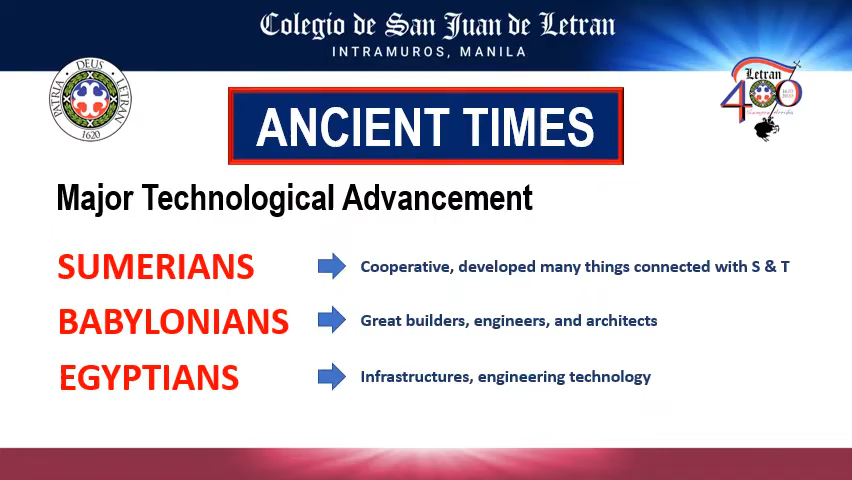 Colegio de San Juan de Letran
INTRAMUROS, MANILA
DEUS PATRIA LETRAN
1620
Letran
400
ANCIENT TIMES
Major Technological Advancement
SUMERIANS
Cooperative, developed many things connected with S & T
BABYLONIANS
Great builders, engineers, and architects
EGYPTIANS
Infrastructures, engineering technology